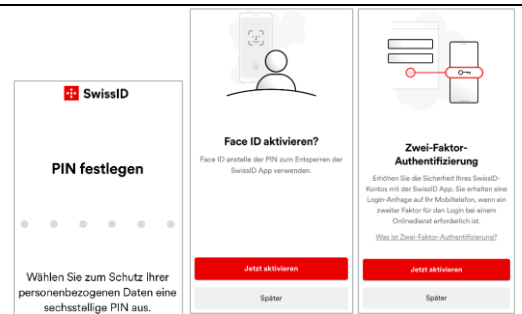 SwissID
PIN festlegen
Wählen Sie zum Schutz Ihrer
personenbezogenen Daten eine
sechsstellige PIN aus.
Face ID aktivieren?
Face ID anstelle der PIN zum Entsperren der
SwissID App verwenden.
Jetzt aktivieren
Später
Zwei-Faktor-
Authentifizierung
Erhöhen Sie die Sicherheit Ihres SwissID-
Kontos mit der SwissID App. Sie erhalten eine
Login-Anfrage auf Ihr Mobiltelefon, wenn ein
zweiter Faktor für den Login bei einem
Onlinedienst erforderlich ist.
Was ist Zwei-Faktor-Authentifizierung?
Jetzt aktivieren
Später